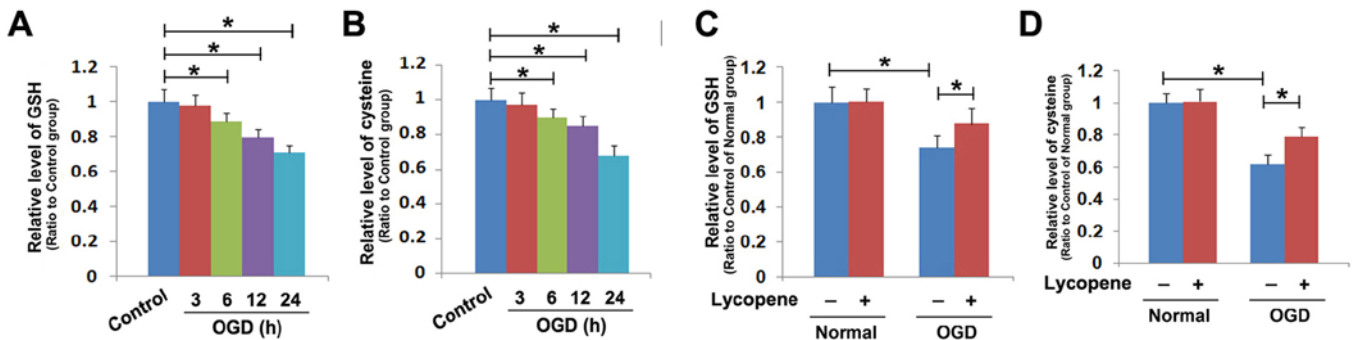 A
Relative level of GSH
(Ratio to Control group)
* 
*
*
1.2
1
0.8
0.6
0.4
0.2
0
Control
3 6 12 24
OGD (h)
B
Relative level of cysteine
(Ratio to Control group)
*
*
*
1.2
1
0.8
0.6
0.4
0.2
0
Control
3 6 12 24
OGD (h)
C
Relative level of GSH
(Ratio to Control of Normal group)
*
*
1.2
1
0.8
0.6
0.4
0.2
0
Lycopene – + – +
Normal OGD
D
Relative level of cysteine
(Ratio to Control of Normal group)
*
*
1.2
1
0.8
0.6
0.4
0.2
0
Lycopene – + – +
Normal OGD